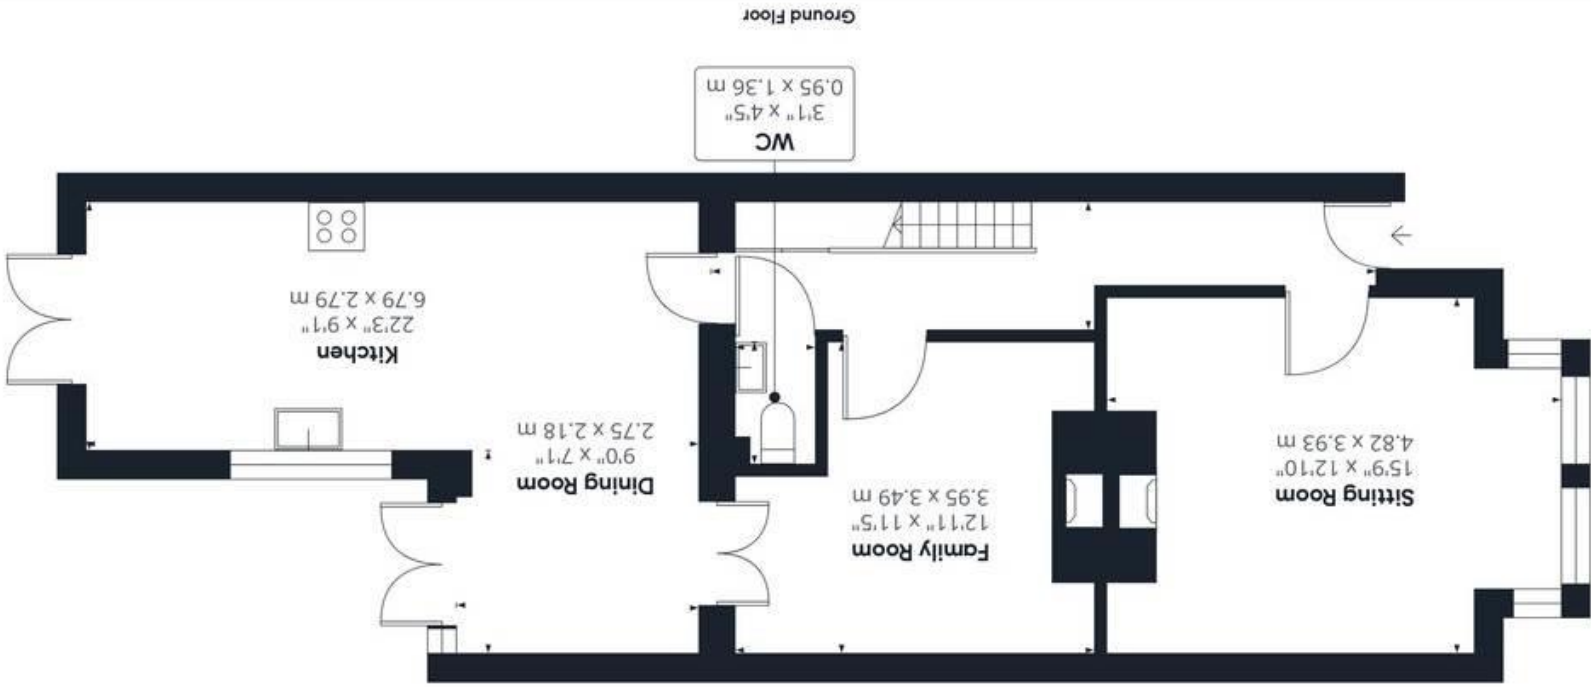 Sitting Room
15'9" x 12'10"
4.82 x 3.93 m
Family Room
12'11" x 11'5"
3.95 x 3.49 m
Dining Room
9'0" x 7'1"
2.75 x 2.18 m
Kitchen
22'3" x 9'1"
6.79 x 2.79 m
WC
3'1" x 4'5"
0.95 x 1.36 m
Ground Floor